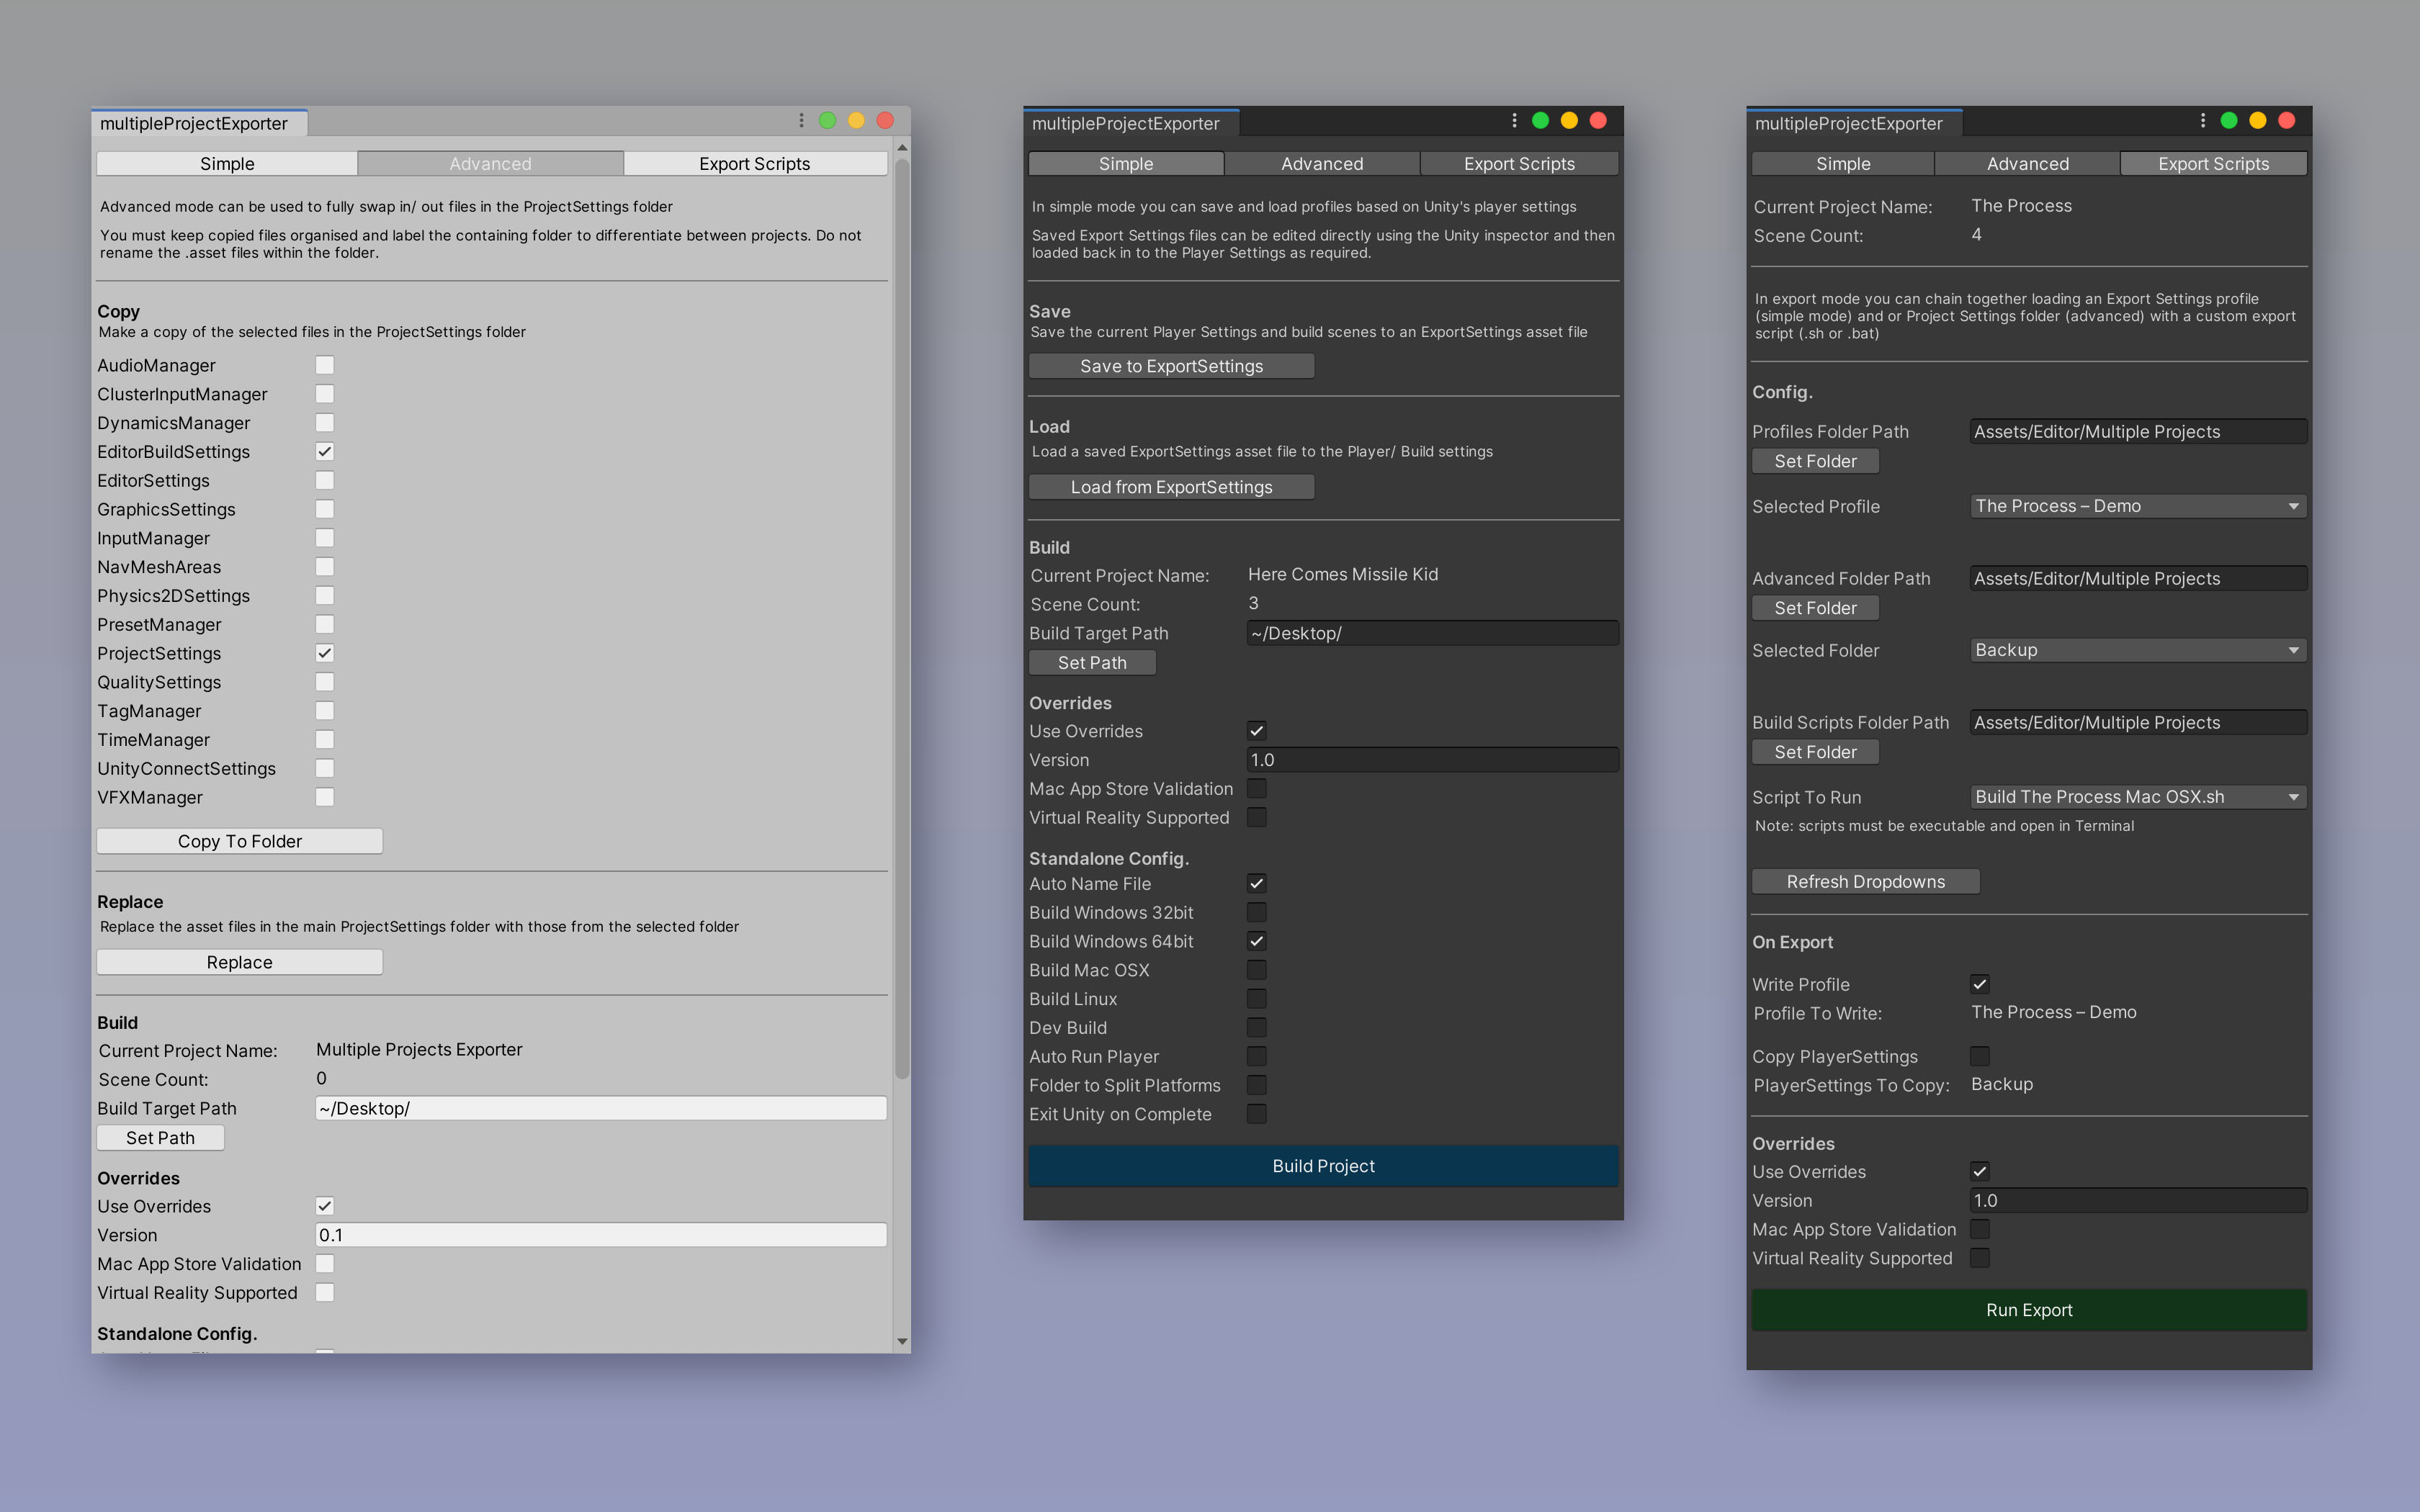 multipleProjectExporter
Simple
Advanced
Export Scripts
Advanced mode can be used to fully swap in/ out files in the ProjectSettings folder
You must keep copied files organised and label the containing folder to differentiate between projects. Do not
rename the .asset files within the folder.
Copy
Make a copy of the selected files in the ProjectSettings folder
AudioManager
ClusterInputManager
DynamicsManager
EditorBuildSettings
EditorSettings
GraphicsSettings
InputManager
NavMeshAreas
Physics2DSettings
PresetManager
ProjectSettings
QualitySettings
TagManager
TimeManager
UnityConnectSettings
VFXManager
Copy To Folder
Replace
Replace the asset files in the main ProjectSettings folder with those from the selected folder
Replace
Build
Current Project Name: Multiple Projects Exporter
Scene Count: 0
Build Target Path ~/Desktop/
Set Path
Overrides
Use Overrides
Version 0.1
Mac App Store Validation
Virtual Reality Supported
Standalone Config.
multipleProjectExporter
Simple
Advanced
Export Scripts
In simple mode you can save and load profiles based on Unity's player settings
Saved Export Settings files can be edited directly using the Unity inspector and then
loaded back in to the Player Settings as required.
Save
Save the current Player Settings and build scenes to an ExportSettings asset file
Save to ExportSettings
Load
Load a saved ExportSettings asset file to the Player/ Build settings
Load from ExportSettings
Build
Current Project Name: Here Comes Missile Kid
Scene Count: 3
Build Target Path ~/Desktop/
Set Path
Overrides
Use Overrides
Version 1.0
Mac App Store Validation
Virtual Reality Supported
Standalone Config.
Auto Name File
Build Windows 32bit
Build Windows 64bit
Build Mac OSX
Build Linux
Dev Build
Auto Run Player
Folder to Split Platforms
Exit Unity on Complete
Build Project
multipleProjectExporter
Simple
Advanced
Export Scripts
Current Project Name: The Process
Scene Count: 4
In export mode you can chain together loading an Export Settings profile
(simple mode) and or Project Settings folder (advanced) with a custom export
script (.sh or .bat)
Config.
Profiles Folder Path Assets/Editor/Multiple Projects
Set Folder
Selected Profile The Process – Demo
Advanced Folder Path Assets/Editor/Multiple Projects
Set Folder
Selected Folder Backup
Build Scripts Folder Path Assets/Editor/Multiple Projects
Set Folder
Script To Run Build The Process Mac OSX.sh
Note: scripts must be executable and open in Terminal
Refresh Dropdowns
On Export
Write Profile
Profile To Write: The Process – Demo
Copy PlayerSettings
PlayerSettings To Copy: Backup
Overrides
Use Overrides
Version 1.0
Mac App Store Validation
Virtual Reality Supported
Run Export